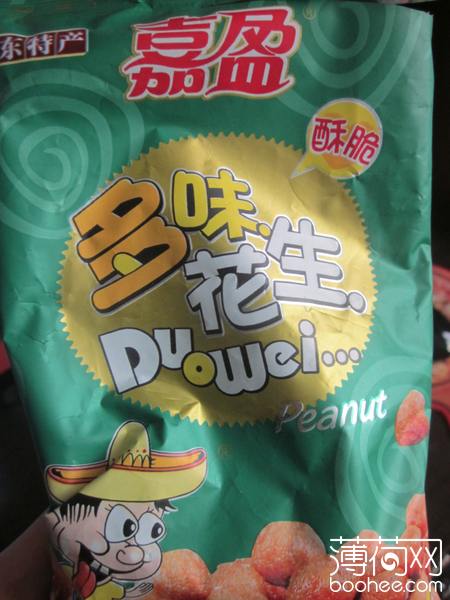 东特产
嘉盈®
酥脆
多味花生
DuoWei...
Peanut
®
薄荷网
boohee.com